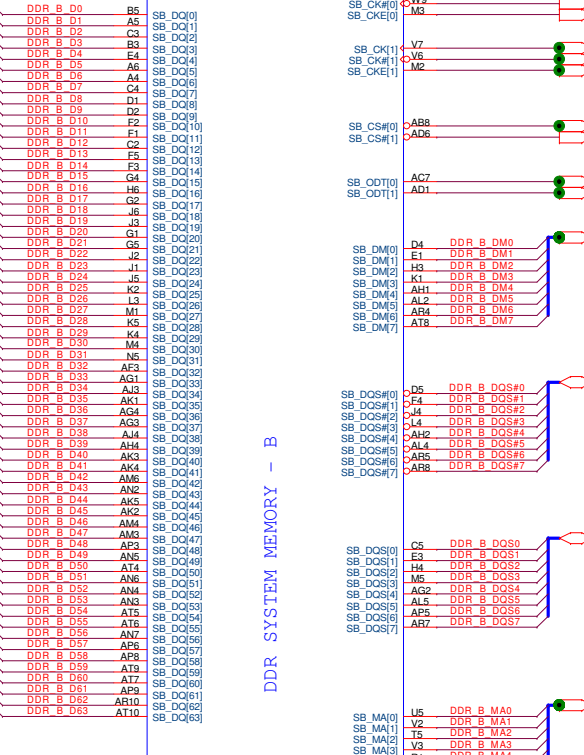 DDR_B_D0 B5 SB_DQ[0]
DDR_B_D1 A5 SB_DQ[1]
DDR_B_D2 C3 SB_DQ[2]
DDR_B_D3 B3 SB_DQ[3]
DDR_B_D4 E4 SB_DQ[4]
DDR_B_D5 A6 SB_DQ[5]
DDR_B_D6 A4 SB_DQ[6]
DDR_B_D7 C4 SB_DQ[7]
DDR_B_D8 D1 SB_DQ[8]
DDR_B_D9 D2 SB_DQ[9]
DDR_B_D10 F2 SB_DQ[10]
DDR_B_D11 F1 SB_DQ[11]
DDR_B_D12 C2 SB_DQ[12]
DDR_B_D13 F5 SB_DQ[13]
DDR_B_D14 F3 SB_DQ[14]
DDR_B_D15 G4 SB_DQ[15]
DDR_B_D16 H6 SB_DQ[16]
DDR_B_D17 G2 SB_DQ[17]
DDR_B_D18 J6 SB_DQ[18]
DDR_B_D19 J3 SB_DQ[19]
DDR_B_D20 G1 SB_DQ[20]
DDR_B_D21 G5 SB_DQ[21]
DDR_B_D22 J2 SB_DQ[22]
DDR_B_D23 J1 SB_DQ[23]
DDR_B_D24 J5 SB_DQ[24]
DDR_B_D25 K2 SB_DQ[25]
DDR_B_D26 L3 SB_DQ[26]
DDR_B_D27 M1 SB_DQ[27]
DDR_B_D28 K5 SB_DQ[28]
DDR_B_D29 K4 SB_DQ[29]
DDR_B_D30 M4 SB_DQ[30]
DDR_B_D31 N5 SB_DQ[31]
DDR_B_D32 AF3 SB_DQ[32]
DDR_B_D33 AG1 SB_DQ[33]
DDR_B_D34 AJ3 SB_DQ[34]
DDR_B_D35 AK1 SB_DQ[35]
DDR_B_D36 AG4 SB_DQ[36]
DDR_B_D37 AG3 SB_DQ[37]
DDR_B_D38 AJ4 SB_DQ[38]
DDR_B_D39 AH4 SB_DQ[39]
DDR_B_D40 AK3 SB_DQ[40]
DDR_B_D41 AK4 SB_DQ[41]
DDR_B_D42 AM6 SB_DQ[42]
DDR_B_D43 AN2 SB_DQ[43]
DDR_B_D44 AK5 SB_DQ[44]
DDR_B_D45 AK2 SB_DQ[45]
DDR_B_D46 AM4 SB_DQ[46]
DDR_B_D47 AM3 SB_DQ[47]
DDR_B_D48 AP3 SB_DQ[48]
DDR_B_D49 AN5 SB_DQ[49]
DDR_B_D50 AT4 SB_DQ[50]
DDR_B_D51 AN6 SB_DQ[51]
DDR_B_D52 AN4 SB_DQ[52]
DDR_B_D53 AN3 SB_DQ[53]
DDR_B_D54 AT5 SB_DQ[54]
DDR_B_D55 AT6 SB_DQ[55]
DDR_B_D56 AN7 SB_DQ[56]
DDR_B_D57 AP6 SB_DQ[57]
DDR_B_D58 AP8 SB_DQ[58]
DDR_B_D59 AT9 SB_DQ[59]
DDR_B_D60 AT7 SB_DQ[60]
DDR_B_D61 AP9 SB_DQ[61]
DDR_B_D62 AR10 SB_DQ[62]
DDR_B_D63 AT10 SB_DQ[63]
DDR SYSTEM MEMORY - B
SB_CK#[0]
SB_CKE[0] M3
SB_CK[1] V7
SB_CK#[1] V6
SB_CKE[1] M2
SB_CS#[0] AB8
SB_CS#[1] AD6
SB_ODT[0] AC7
SB_ODT[1] AD1
SB_DM[0] D4 DDR_B_DM0
SB_DM[1] E1 DDR_B_DM1
SB_DM[2] H3 DDR_B_DM2
SB_DM[3] K1 DDR_B_DM3
SB_DM[4] AH1 DDR_B_DM4
SB_DM[5] AL2 DDR_B_DM5
SB_DM[6] AR4 DDR_B_DM6
SB_DM[7] AT8 DDR_B_DM7
SB_DQS#[0] D5 DDR_B_DQS#0
SB_DQS#[1] F4 DDR_B_DQS#1
SB_DQS#[2] J4 DDR_B_DQS#2
SB_DQS#[3] L4 DDR_B_DQS#3
SB_DQS#[4] AH2 DDR_B_DQS#4
SB_DQS#[5] AL4 DDR_B_DQS#5
SB_DQS#[6] AR5 DDR_B_DQS#6
SB_DQS#[7] AR8 DDR_B_DQS#7
SB_DQS[0] C5 DDR_B_DQS0
SB_DQS[1] E3 DDR_B_DQS1
SB_DQS[2] H4 DDR_B_DQS2
SB_DQS[3] M5 DDR_B_DQS3
SB_DQS[4] AG2 DDR_B_DQS4
SB_DQS[5] AL5 DDR_B_DQS5
SB_DQS[6] AP5 DDR_B_DQS6
SB_DQS[7] AR7 DDR_B_DQS7
SB_MA[0] U5 DDR_B_MA0
SB_MA[1] V2 DDR_B_MA1
SB_MA[2] T5 DDR_B_MA2
SB_MA[3] V3 DDR_B_MA3